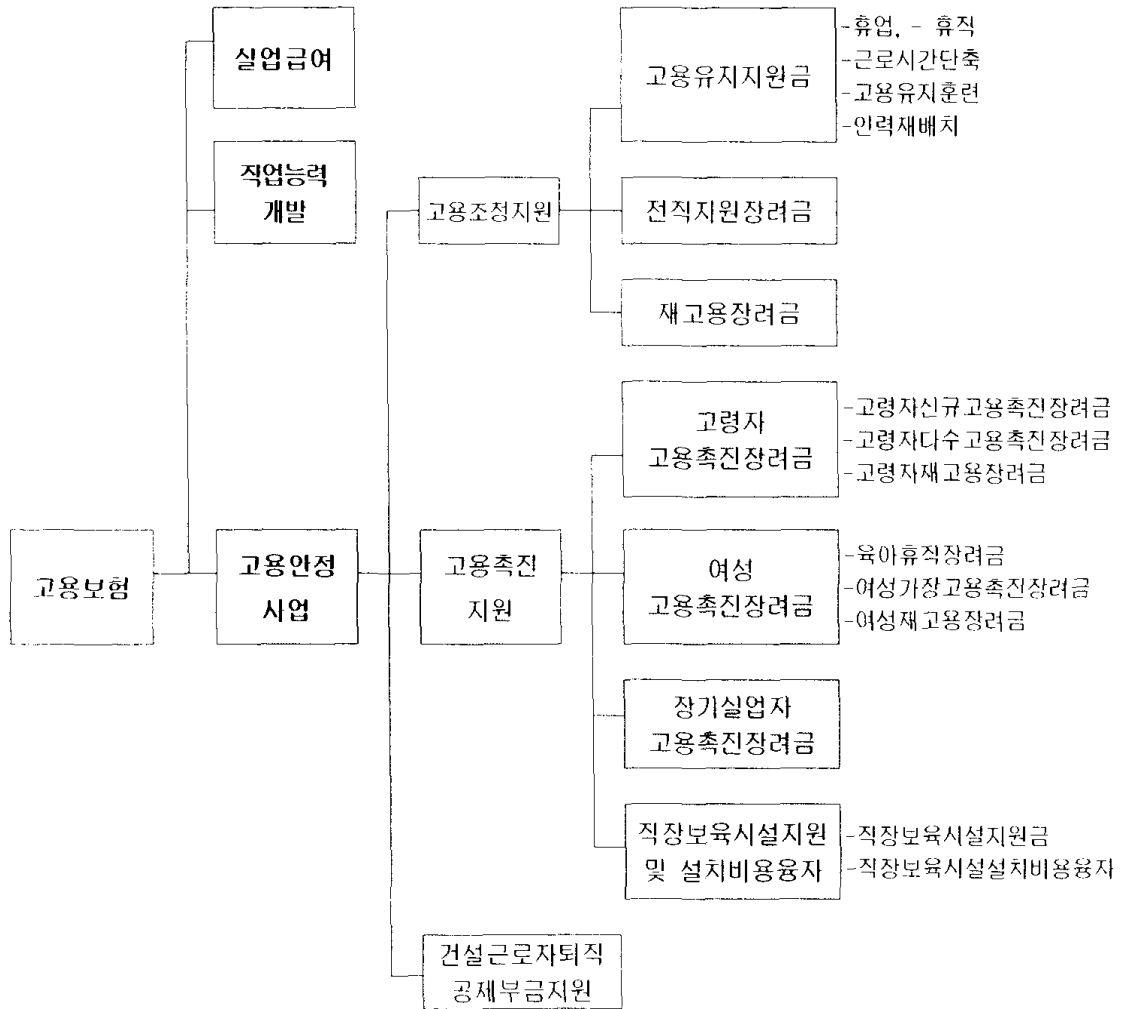 실업급여
직업능력
개발
고용보험
고용안정
사업
고용조정지원
고용유지지원금
-휴업, - 휴직
-근로시간단축
-고용유지훈련
-인력재배치
전직지원장려금
재고용장려금
고용촉진
지원
고령자
고용촉진장려금
-고령자신규고용촉진장려금
-고령자다수고용촉진장려금
-고령자재고용장려금
여성
고용촉진장려금
-육아휴직장려금
-여성가장고용촉진장려금
-여성재고용장려금
장기실업자
고용촉진장려금
직장보육시설지원
및 설치비용융자
-직장보육시설지원금
-직장보육시설설치비용융자
건설근로자퇴직
공제부금지원